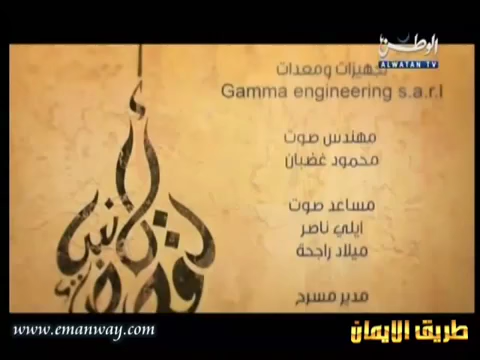 الوطن
ALWATAN TV
تجهيزات ومعدات
Gamma engineering s.a.r.l
مهندس صوت
محمود غضبان
مساعد صوت
ايلي ناصر
ميلاد راجحة
مدير مسرح
www.emanway.com
طريق الايمان